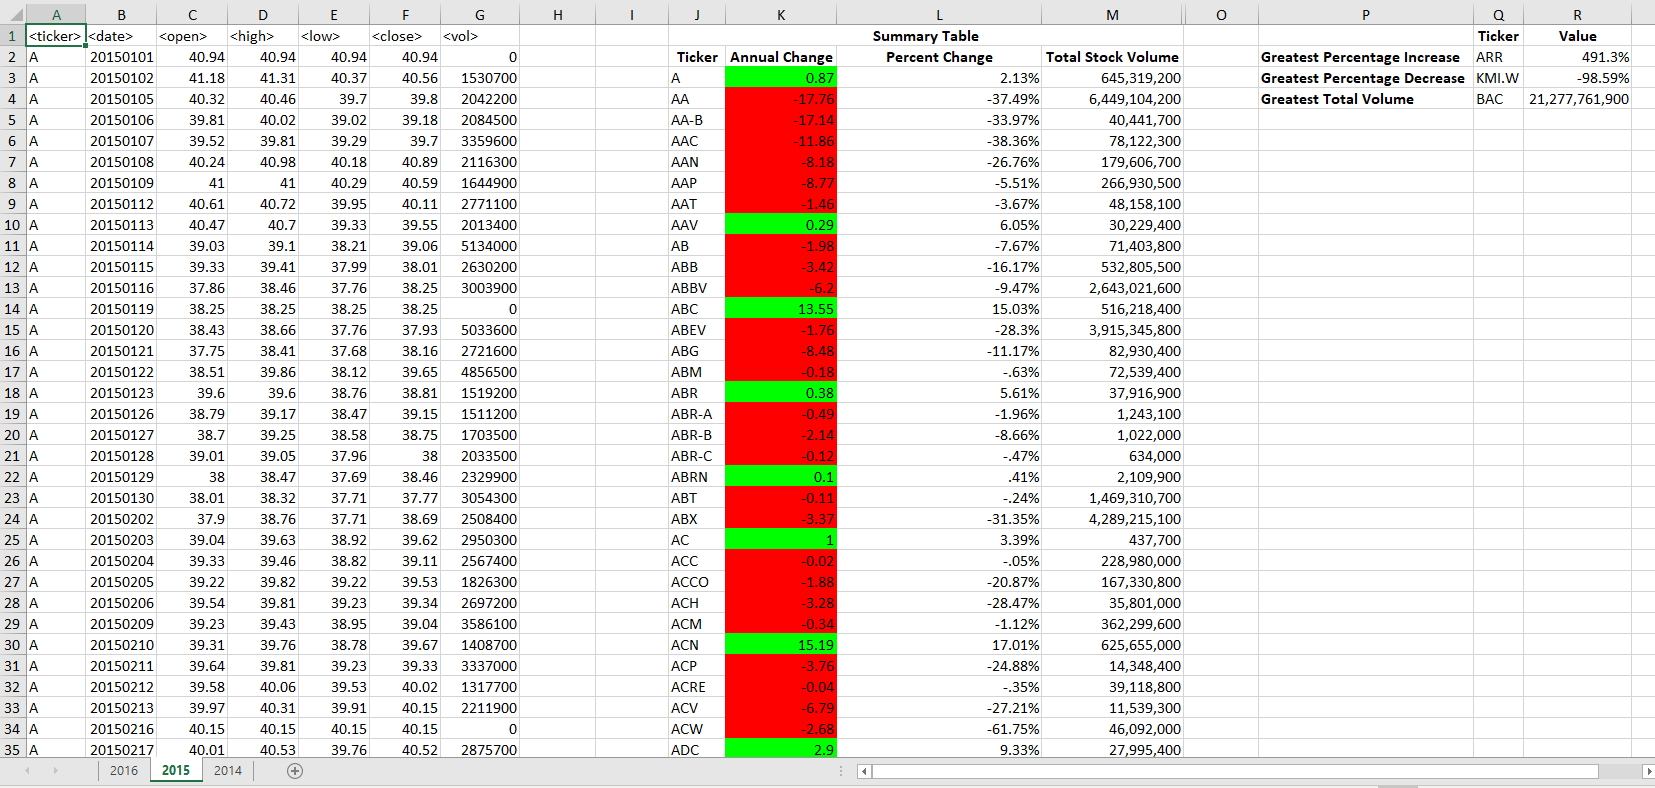 A B C D E F G H I J K L M O P Q R
1 <ticker> <date> <open> <high> <low> <close> <vol> Summary Table Ticker Value
2 A 20150101 40.94 40.94 40.94 40.94 0 Ticker Annual Change Percent Change Total Stock Volume Greatest Percentage Increase ARR 491.3%
3 A 20150102 41.18 41.31 40.37 40.56 1530700 A 0.87 2.13% 645,319,200 Greatest Percentage Decrease KMI.W -98.59%
4 A 20150105 40.32 40.46 39.7 39.8 2042200 AA -17.76 -37.49% 6,449,104,200 Greatest Total Volume BAC 21,277,761,900
5 A 20150106 39.81 40.02 39.02 39.18 2084500 AA-B -17.14 -33.97% 40,441,700
6 A 20150107 39.52 39.81 39.29 39.7 3359600 AAC -11.86 -38.36% 78,122,300
7 A 20150108 40.24 40.98 40.18 40.89 2116300 AAN -8.18 -26.76% 179,606,700
8 A 20150109 41 41 40.29 40.59 1644900 AAP -8.77 -5.51% 266,930,500
9 A 20150112 40.61 40.72 39.95 40.11 2771100 AAT -1.46 -3.67% 48,158,100
10 A 20150113 40.47 40.7 39.33 39.55 2013400 AAV 0.29 6.05% 30,229,400
11 A 20150114 39.03 39.1 38.21 39.06 5134000 AB -1.98 -7.67% 71,403,800
12 A 20150115 39.33 39.41 37.99 38.01 2630200 ABB -3.42 -16.17% 532,805,500
13 A 20150116 37.86 38.46 37.76 38.25 3003900 ABBV -6.2 -9.47% 2,643,021,600
14 A 20150119 38.25 38.25 38.25 38.25 0 ABC 13.55 15.03% 516,218,400
15 A 20150120 38.43 38.66 37.76 37.93 5033600 ABEV -1.76 -28.3% 3,915,345,800
16 A 20150121 37.75 38.41 37.68 38.16 2721600 ABG -8.48 -11.17% 82,930,400
17 A 20150122 38.51 39.86 38.12 39.65 4856500 ABM -0.18 -.63% 72,539,400
18 A 20150123 39.6 39.6 38.76 38.81 1519200 ABR 0.38 5.61% 37,916,900
19 A 20150126 38.79 39.17 38.47 39.15 1511200 ABR-A -0.49 -1.96% 1,243,100
20 A 20150127 38.7 39.25 38.58 38.75 1703500 ABR-B -2.14 -8.66% 1,022,000
21 A 20150128 39.01 39.05 37.96 38 2033500 ABR-C -0.12 -.47% 634,000
22 A 20150129 38 38.47 37.69 38.46 2329900 ABRN 0.1 .41% 2,109,900
23 A 20150130 38.01 38.32 37.71 37.77 3054300 ABT -0.11 -.24% 1,469,310,700
24 A 20150202 37.9 38.76 37.71 38.69 2508400 ABX -3.37 -31.35% 4,289,215,100
25 A 20150203 39.04 39.63 38.92 39.62 2950300 AC 1 3.39% 437,700
26 A 20150204 39.33 39.46 38.82 39.11 2567400 ACC -0.02 -.05% 228,980,000
27 A 20150205 39.22 39.82 39.22 39.53 1826300 ACCO -1.88 -20.87% 167,330,800
28 A 20150206 39.54 39.81 39.23 39.34 2697200 ACH -3.28 -28.47% 35,801,000
29 A 20150209 39.23 39.43 38.95 39.04 3586100 ACM -0.34 -1.12% 362,299,600
30 A 20150210 39.31 39.76 38.78 39.67 1408700 ACN 15.19 17.01% 625,655,000
31 A 20150211 39.64 39.81 39.23 39.33 3337000 ACP -3.76 -24.88% 14,348,400
32 A 20150212 39.58 40.06 39.53 40.02 1317700 ACRE -0.04 -.35% 39,118,800
33 A 20150213 39.97 40.31 39.91 40.15 2211900 ACV -6.79 -27.21% 11,539,300
34 A 20150216 40.15 40.15 40.15 40.15 0 ACW -2.68 -61.75% 46,092,000
35 A 20150217 40.01 40.53 39.76 40.52 2875700 ADC 2.9 9.33% 27,995,400
2016 2015 2014